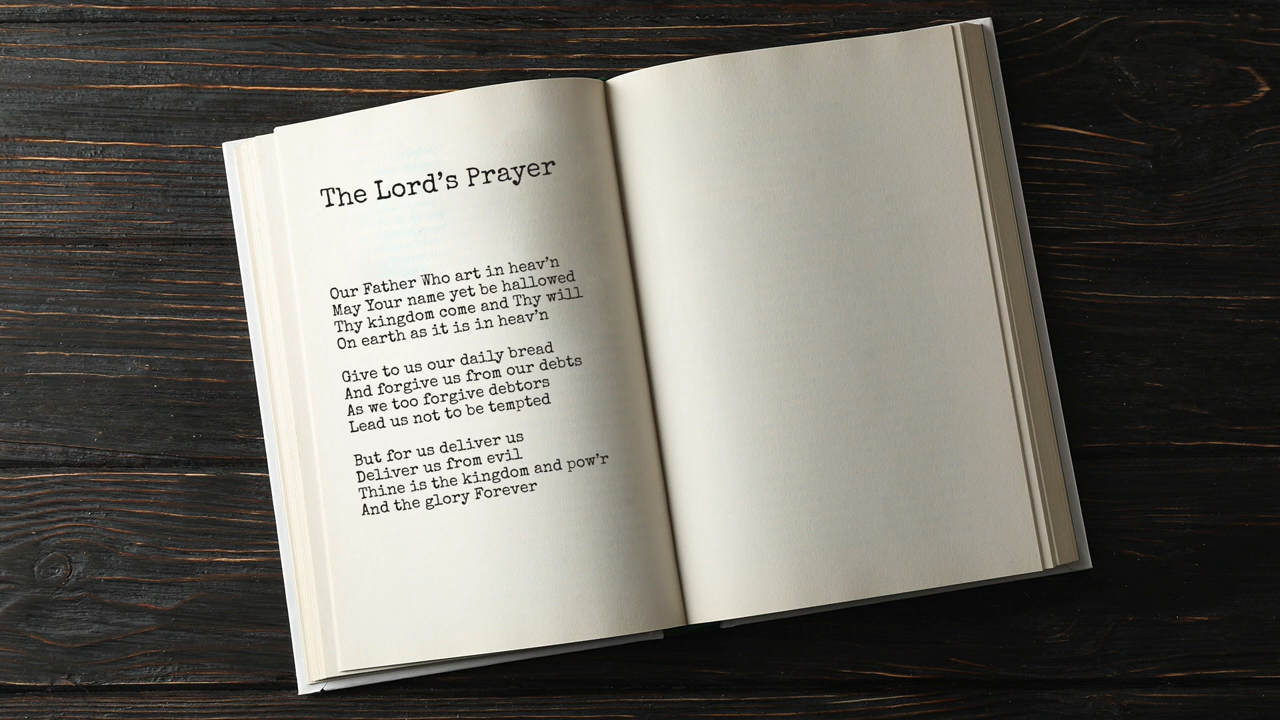 The Lord's Prayer
Our Father Who art in heav'n
May Your name yet be hallowed
Thy kingdom come and Thy will
On earth as it is in heav'n
Give to us our daily bread
And forgive us from our debts
As we too forgive debtors
Lead us not to be tempted
But for us deliver us
Deliver us from evil
Thine is the kingdom and pow'r
And the glory Forever